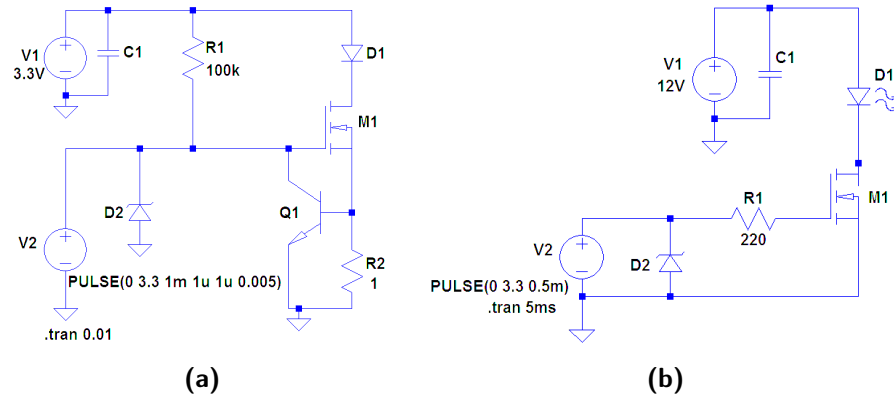 V1
3.3V
C1
R1
100k
D1
M1
D2
Q1
V2
R2
1
PULSE(0 3.3 1m 1u 1u 0.005)
.tran 0.01
(a)
V1
12V
C1
D1
R1
220
M1
V2
D2
PULSE(0 3.3 0.5m)
.tran 5ms
(b)